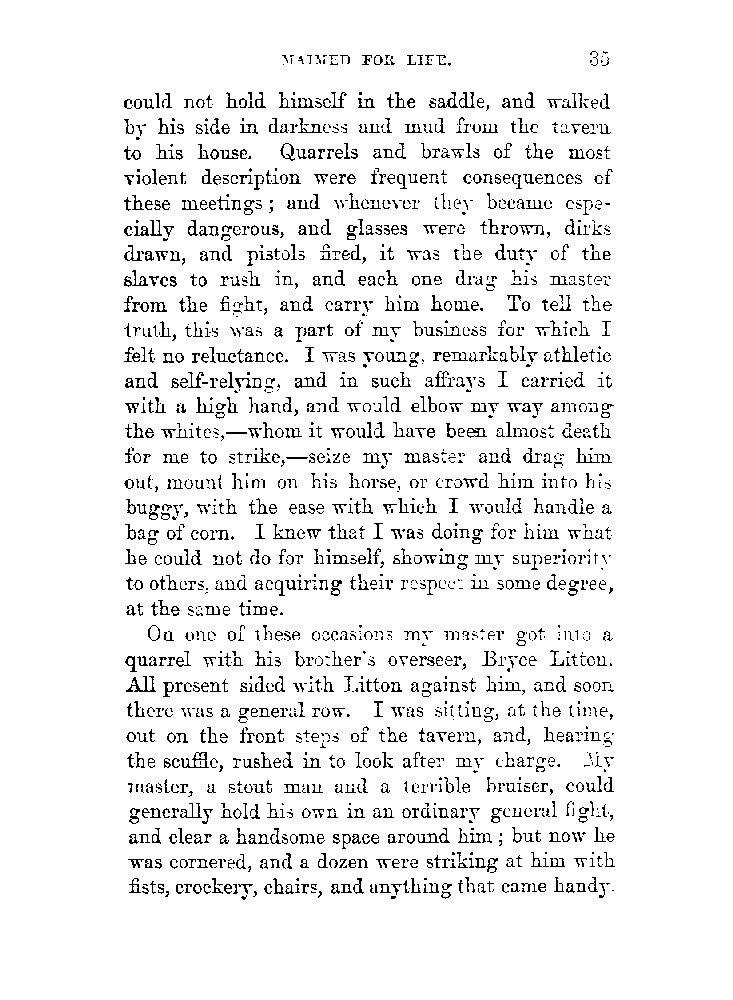 MAIMED FOR LIFE. 35
could not hold himself in the saddle, and walked
by his side in darkness and mud from the tavern
to his house. Quarrels and brawls of the most
violent description were frequent consequences of
these meetings; and whenever they became espe-
cially dangerous, and glasses were thrown, dirks
drawn, and pistols fired, it was the duty of the
slaves to rush in, and each one drag his master
from the fight, and carry him home. To tell the
truth, this was a part of my business for which I
felt no reluctance. I was young, remarkably athletic
and self-relying, and in such affrays I carried it
with a high hand, and would elbow my way among
the whites,—whom it would have been almost death
for me to strike,—seize my master and drag him
out, mount him on his horse, or crowd him into his
buggy, with the ease with which I would handle a
bag of corn. I knew that I was doing for him what
he could not do for himself, showing my superiority
to others, and acquiring their respect in some degree,
at the same time.
On one of these occasions my master got into a
quarrel with his brother's overseer, Bryce Litton.
All present sided with Litton against him, and soon
there was a general row. I was sitting, at the time,
out on the front steps of the tavern, and, hearing
the scuffle, rushed in to look after my charge. My
master, a stout man and a terrible bruiser, could
generally hold his own in an ordinary general fight,
and clear a handsome space around him; but now he
was cornered, and a dozen were striking at him with
fists, crockery, chairs, and anything that came handy.